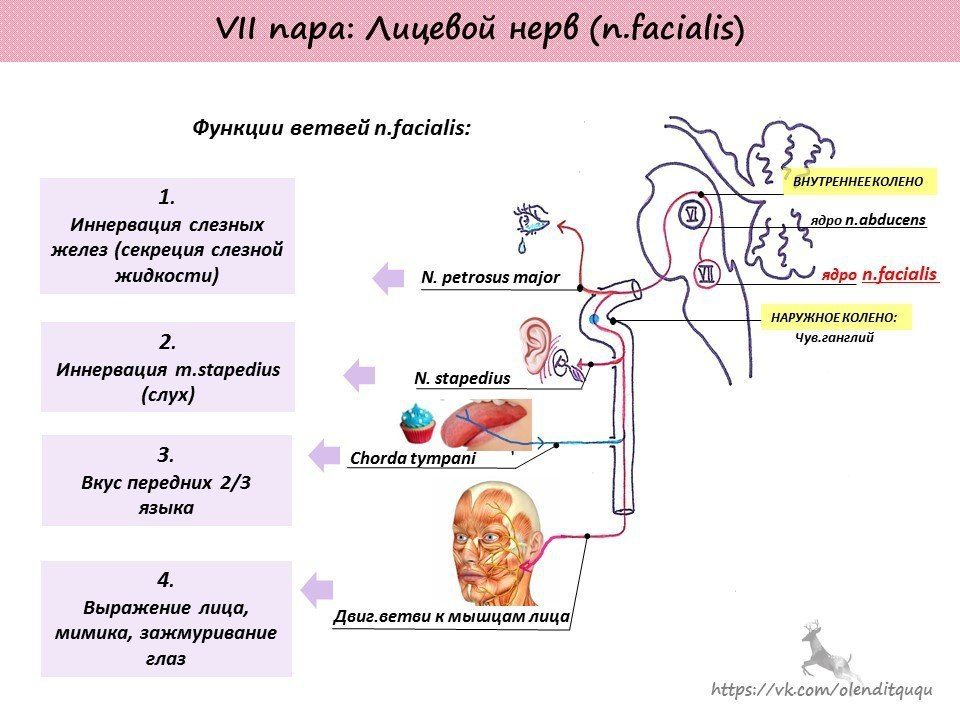 VII пара: Лицевой нерв (n.facialis)
Функции ветвей n.facialis:
1.
Иннервация слезных
желез (секреция слезной
жидкости)
2.
Иннервация m.stapedius
(слух)
3.
Вкус передних 2/3
языка
4.
Выражение лица,
мимика, зажмуривание
глаз
N. petrosus major
N. stapedius
Chorda tympani
Двиг.ветви к мышцам лица
ВНУТРЕННЕЕ КОЛЕНО
VI
ядро n.abducens
VII
ядро n.facialis
НАРУЖНОЕ КОЛЕНО:
Чув.ганглий
https://vk.com/olenditququ